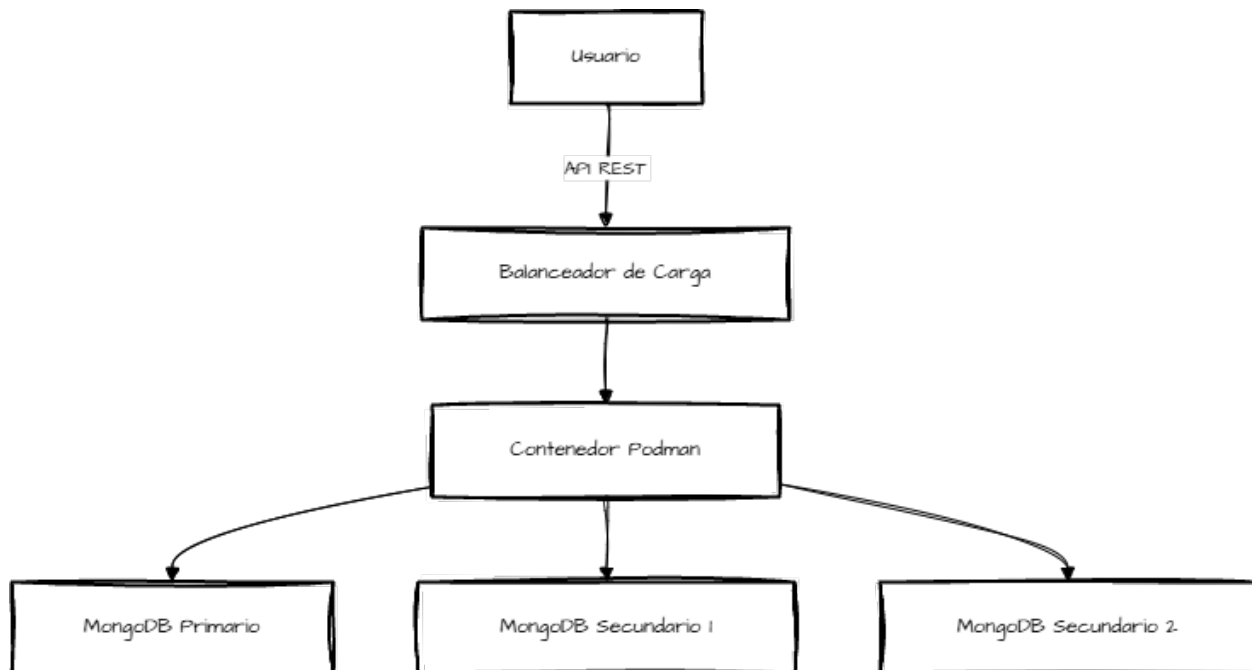 Usuario
API REST
Balanceador de Carga
Contenedor Podman
MongoDB Primario
MongoDB Secundario 1
MongoDB Secundario 2